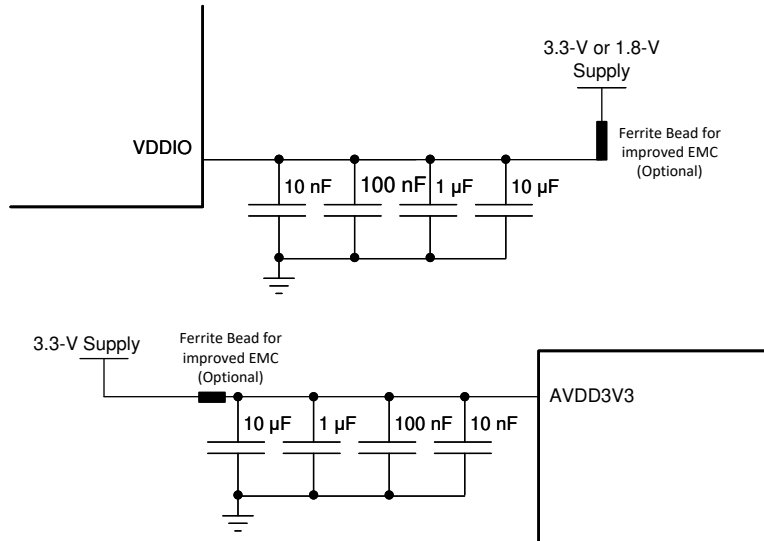 3.3-V or 1.8-V
Supply
Ferrite Bead for
improved EMC
(Optional)
VDDIO
10 nF
100 nF
1 µF
10 µF
3.3-V Supply
Ferrite Bead for
improved EMC
(Optional)
AVDD3V3
10 µF
1 µF
100 nF
10 nF